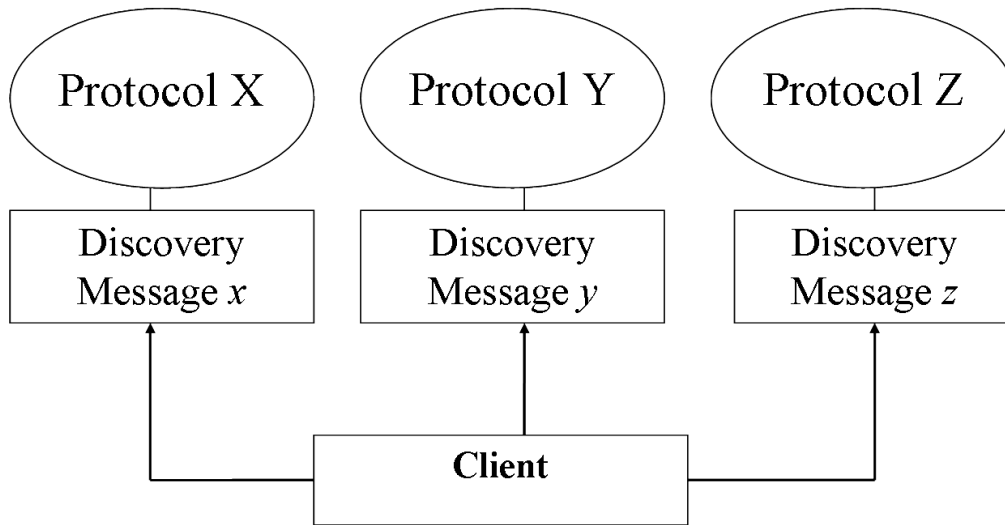 Protocol X
Protocol Y
Protocol Z
Discovery
Message x
Discovery
Message y
Discovery
Message z
Client